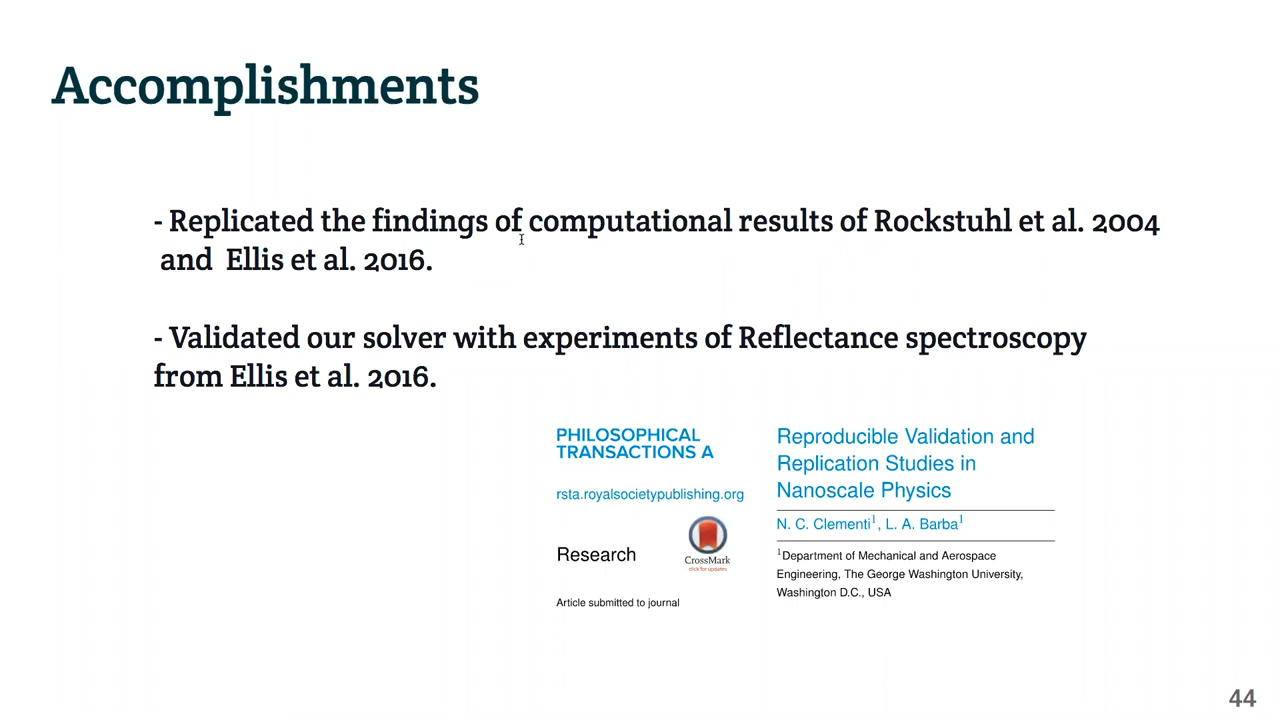 Accomplishments
- Replicated the findings of computational results of Rockstuhl et al. 2004
and Ellis et al. 2016.
- Validated our solver with experiments of Reflectance spectroscopy
from Ellis et al. 2016.
PHILOSOPHICAL
TRANSACTIONS A
rsta.royalsocietypublishing.org
Research
CrossMark
click for updates
Article submitted to journal
Reproducible Validation and
Replication Studies in
Nanoscale Physics
N. C. Clementi1, L. A. Barba1
1Department of Mechanical and Aerospace
Engineering, The George Washington University,
Washington D.C., USA
44